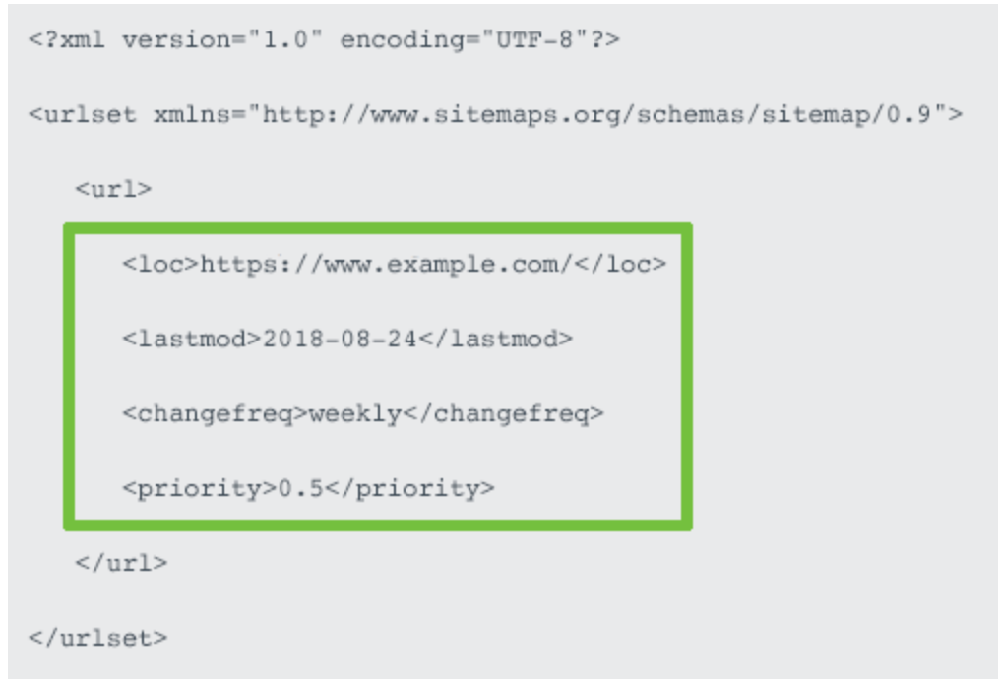 <?xml version="1.0" encoding="UTF-8"?>
<urlset xmlns="http://www.sitemaps.org/schemas/sitemap/0.9">
<url>
<loc>https://www.example.com/</loc>
<lastmod>2018-08-24</lastmod>
<changefreq>weekly</changefreq>
<priority>0.5</priority>
</url>
</urlset>